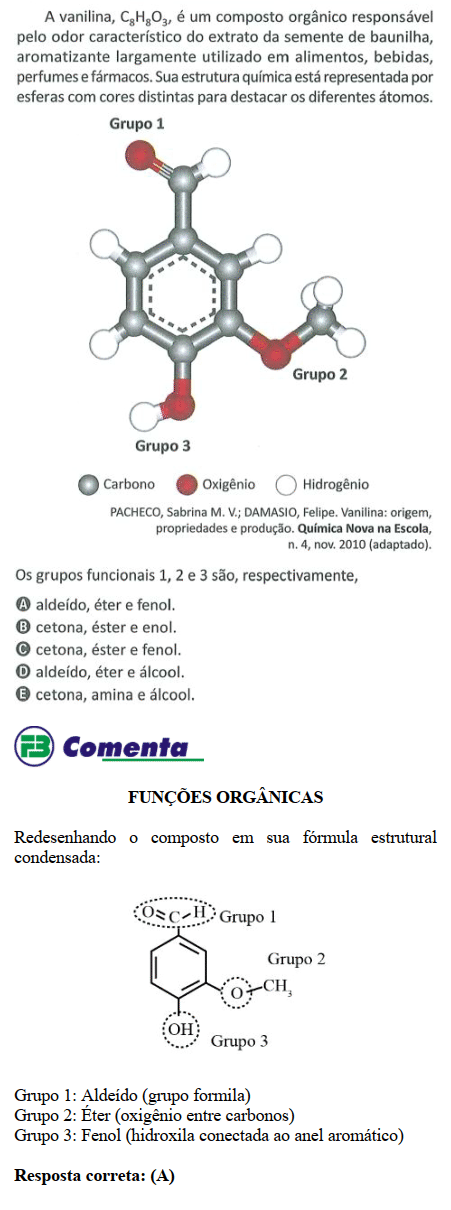 A vanilina, C₈H₈O₃, é um composto orgânico responsável
pelo odor característico do extrato da semente de baunilha,
aromatizante largamente utilizado em alimentos, bebidas,
perfumes e fármacos. Sua estrutura química está representada por
esferas com cores distintas para destacar os diferentes átomos.
Grupo 1
Grupo 2
Grupo 3
Carbono Oxigênio Hidrogênio
PACHECO, Sabrina M. V.; DAMASIO, Felipe. Vanilina: origem,
propriedades e produção. Química Nova na Escola,
n. 4, nov. 2010 (adaptado).
Os grupos funcionais 1, 2 e 3 são, respectivamente,
A aldeído, éter e fenol.
B cetona, éster e enol.
C cetona, éster e fenol.
D aldeído, éter e álcool.
E cetona, amina e álcool.
FB Comenta
FUNÇÕES ORGÂNICAS
Redesenhando o composto em sua fórmula estrutural
condensada:
O C H Grupo 1
Grupo 2
O CH₃
OH
Grupo 3
Grupo 1: Aldeído (grupo formila)
Grupo 2: Éter (oxigênio entre carbonos)
Grupo 3: Fenol (hidroxila conectada ao anel aromático)
Resposta correta: (A)